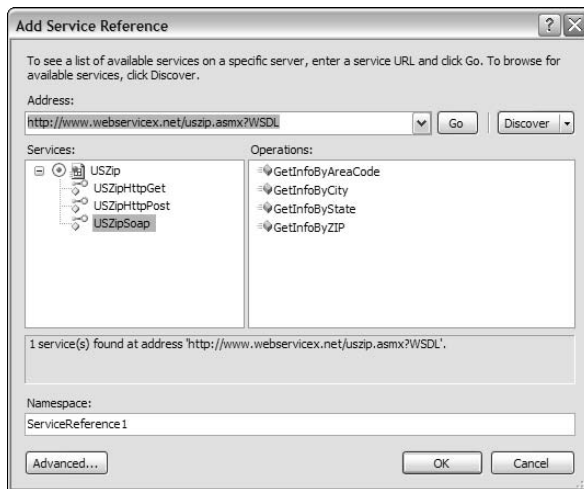 Add Service Reference
?
To see a list of available services on a specific server, enter a service URL and click Go. To browse for
available services, click Discover.
Address:
http://www.webservicex.net/uszip.asmx?WSDL
Go
Discover
Services:
USZip
USZipHttpGet
USZipHttpPost
USZipSoap
Operations:
GetInfoByAreaCode
GetInfoByCity
GetInfoByState
GetInfoByZIP
1 service(s) found at address 'http://www.webservicex.net/uszip.asmx?WSDL'.
Namespace:
ServiceReference1
Advanced...
OK
Cancel